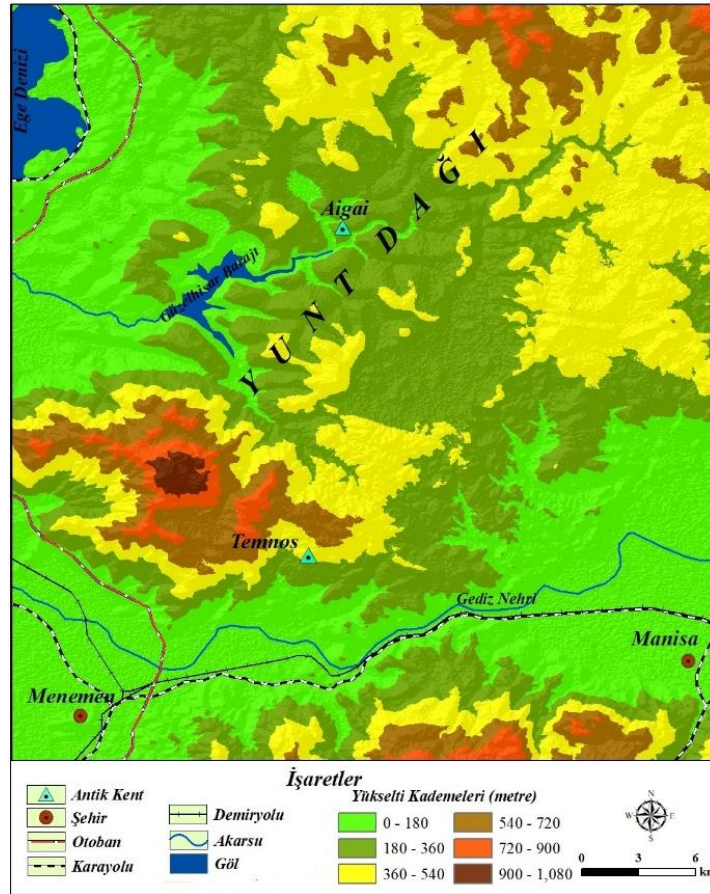 Ege Denizi
Aigai
Güzelhisar Barajı
YUNT DAĞI
Temnos
Gediz Nehri
Manisa
Menemen
İşaretler
Antik Kent
Şehir
Otoban
Karayolu
Demiryolu
Akarsu
Göl
Yükselti Kademeleri (metre)
0 - 180
180 - 360
360 - 540
540 - 720
720 - 900
900 - 1,080
N
W E
S
0 3 6
km